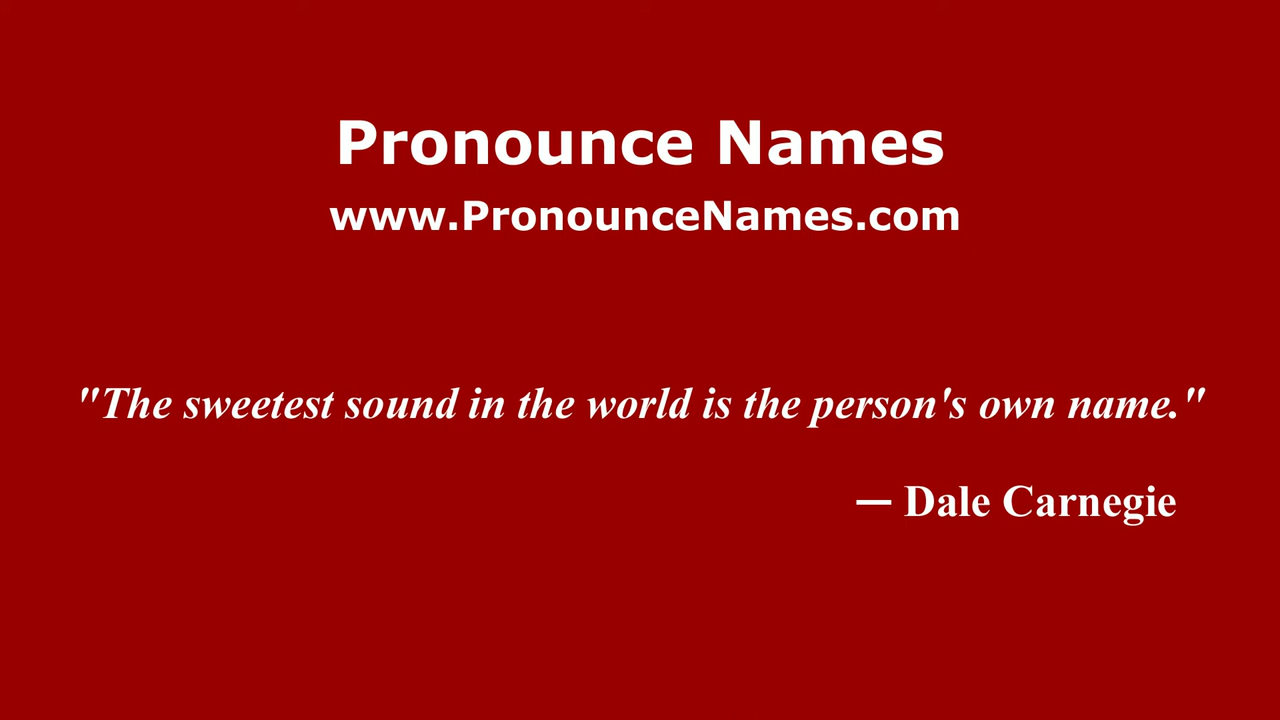 Pronounce Names
www.PronounceNames.com
"The sweetest sound in the world is the person's own name."
— Dale Carnegie